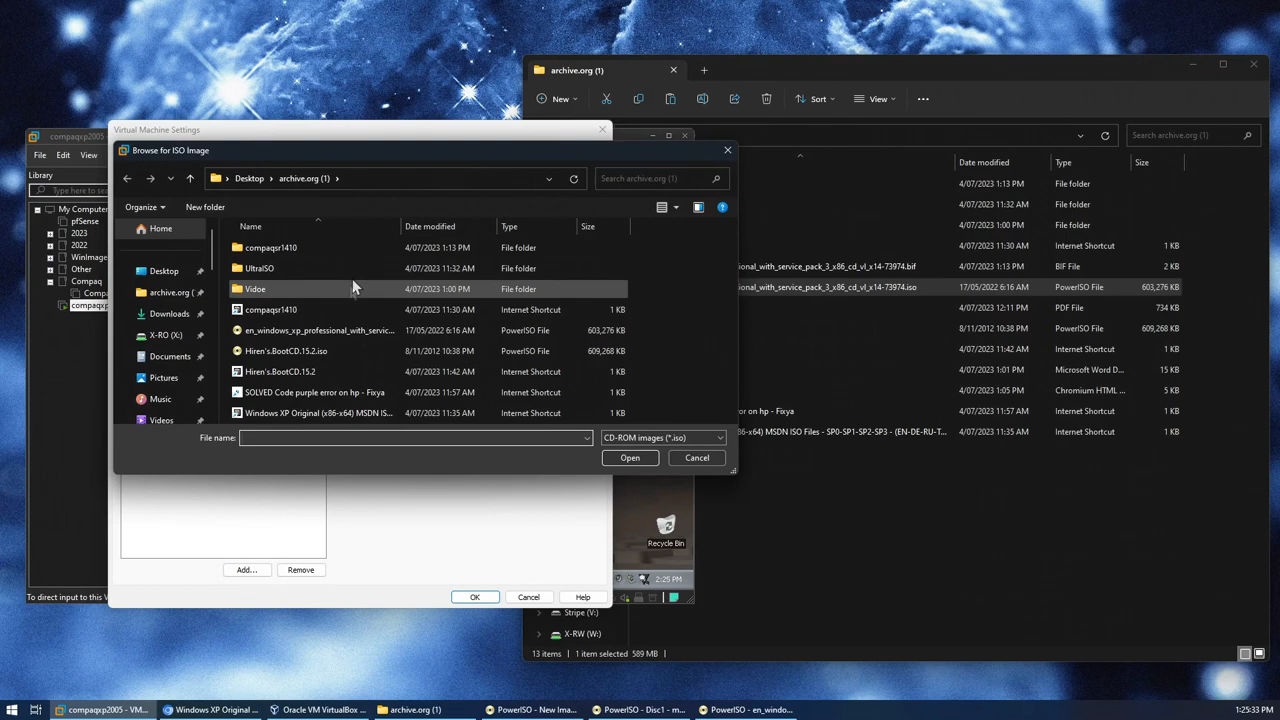 archive.org (1)
New
Sort
View
Search archive.org (1)
Date modified
Type
Size
4/07/2023 1:13 PM
File folder
4/07/2023 11:32 AM
File folder
4/07/2023 1:00 PM
File folder
4/07/2023 11:30 AM
Internet Shortcut
1 KB
ional_with_service_pack_3_x86_cd_vl_x14-73974.bif
4/07/2023 12:11 PM
BIF File
1 KB
ional_with_service_pack_3_x86_cd_vl_x14-73974.iso
17/05/2022 6:16 AM
PowerISO File
603,276 KB
4/07/2023 12:11 PM
PDF File
734 KB
8/11/2012 10:38 PM
PowerISO File
609,268 KB
4/07/2023 11:42 AM
Internet Shortcut
1 KB
4/07/2023 1:02 PM
Microsoft Word D...
15 KB
4/07/2023 1:05 PM
Chromium HTML ...
1 KB
error on hp - Fixya
4/07/2023 11:57 AM
Internet Shortcut
1 KB
-x64) MSDN ISO Files - SP0-SP1-SP2-SP3 - (EN-DE-RU-T...
4/07/2023 11:35 AM
Internet Shortcut
1 KB
Stripe (V:)
X-RW (W:)
13 items
1 item selected 589 MB
compaqxp2005 -
File
Edit
View
Library
Type here to sea
My Computer
pfSense
2023
2022
WinImage
Other
Compaq
Compa
compaqxp
To direct input to this V
Recycle Bin
2:25 PM
Virtual Machine Settings
Add...
Remove
OK
Cancel
Help
Browse for ISO Image
Desktop
archive.org (1)
Search archive.org (1)
Organize
New folder
Home
Desktop
archive.org (
Downloads
X-RO (X:)
Documents
Pictures
Music
Videos
Name
Date modified
Type
Size
compaqsr1410
4/07/2023 1:13 PM
File folder
UltraISO
4/07/2023 11:32 AM
File folder
Vidoe
4/07/2023 1:00 PM
File folder
compaqsr1410
4/07/2023 11:30 AM
Internet Shortcut
1 KB
en_windows_xp_professional_with_servic...
17/05/2022 6:16 AM
PowerISO File
603,276 KB
Hiren's.BootCD.15.2.iso
8/11/2012 10:38 PM
PowerISO File
609,268 KB
Hiren's.BootCD.15.2
4/07/2023 11:42 AM
Internet Shortcut
1 KB
SOLVED Code purple error on hp - Fixya
4/07/2023 11:57 AM
Internet Shortcut
1 KB
Windows XP Original (x86-x64) MSDN IS...
4/07/2023 11:35 AM
Internet Shortcut
1 KB
File name:
CD-ROM images (*.iso)
Open
Cancel
compaqxp2005 - VM...
Windows XP Original ...
Oracle VM VirtualBox ...
archive.org (1)
PowerISO - New Ima...
PowerISO - Disc1 - m...
PowerISO - en_windo...
1:25:33 PM